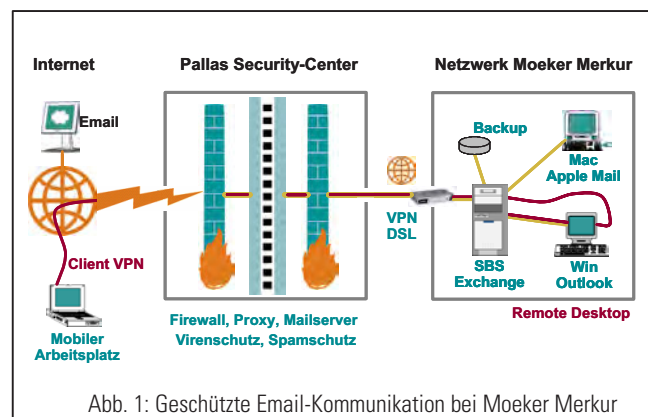 Internet
Pallas Security-Center
Netzwerk Moeker Merkur
Email
Backup
Mac
Apple Mail
VPN
DSL
Client VPN
SBS
Exchange
Win
Outlook
Mobiler
Arbeitsplatz
Firewall, Proxy, Mailserver
Virenschutz, Spamschutz
Remote Desktop
Abb. 1: Geschützte Email-Kommunikation bei Moeker Merkur